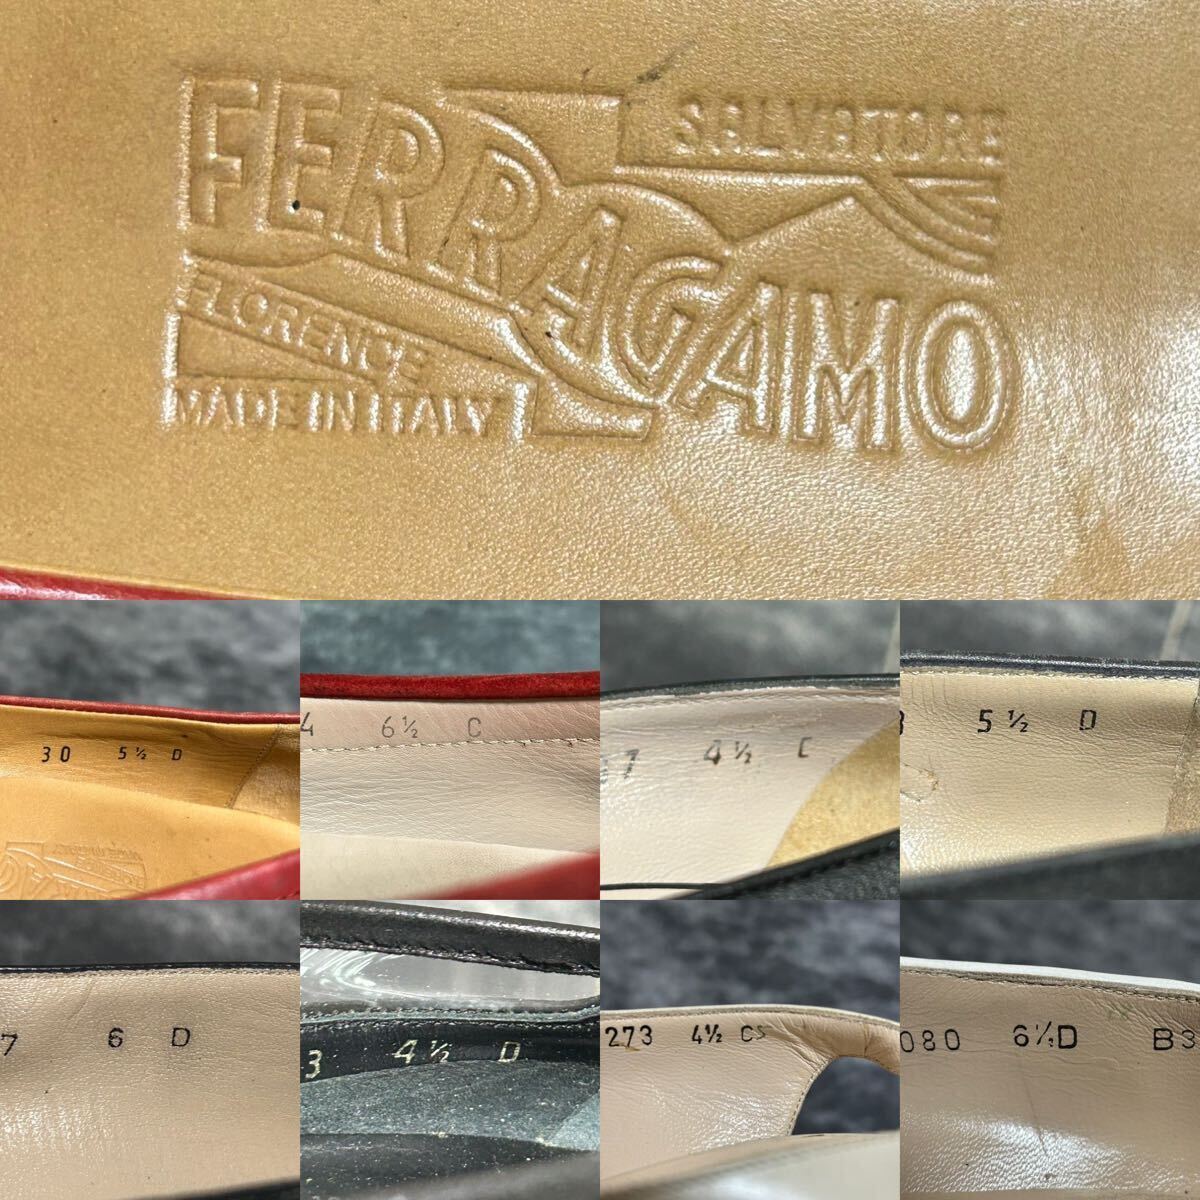 SALVATORE
FERRAGAMO
FLORENCE
MADE IN ITALY
30 5½ D
4 6½ C
7 4½ C
5½ D
7 6 D
3 4½ D
273 4½ CS
080 6½D B3